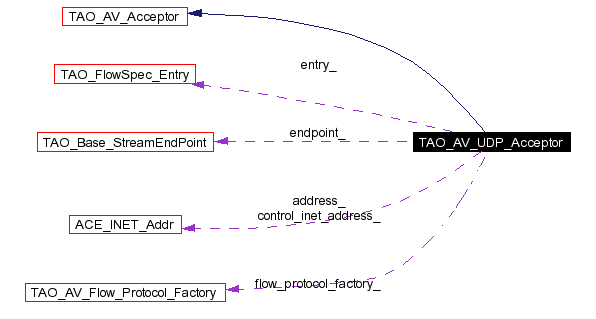 TAO_AV_Acceptor
entry_
TAO_FlowSpec_Entry
endpoint_
TAO_Base_StreamEndPoint
TAO_AV_UDP_Acceptor
address_
control_inet_address_
ACE_INET_Addr
flow_protocol_factory_
TAO_AV_Flow_Protocol_Factory